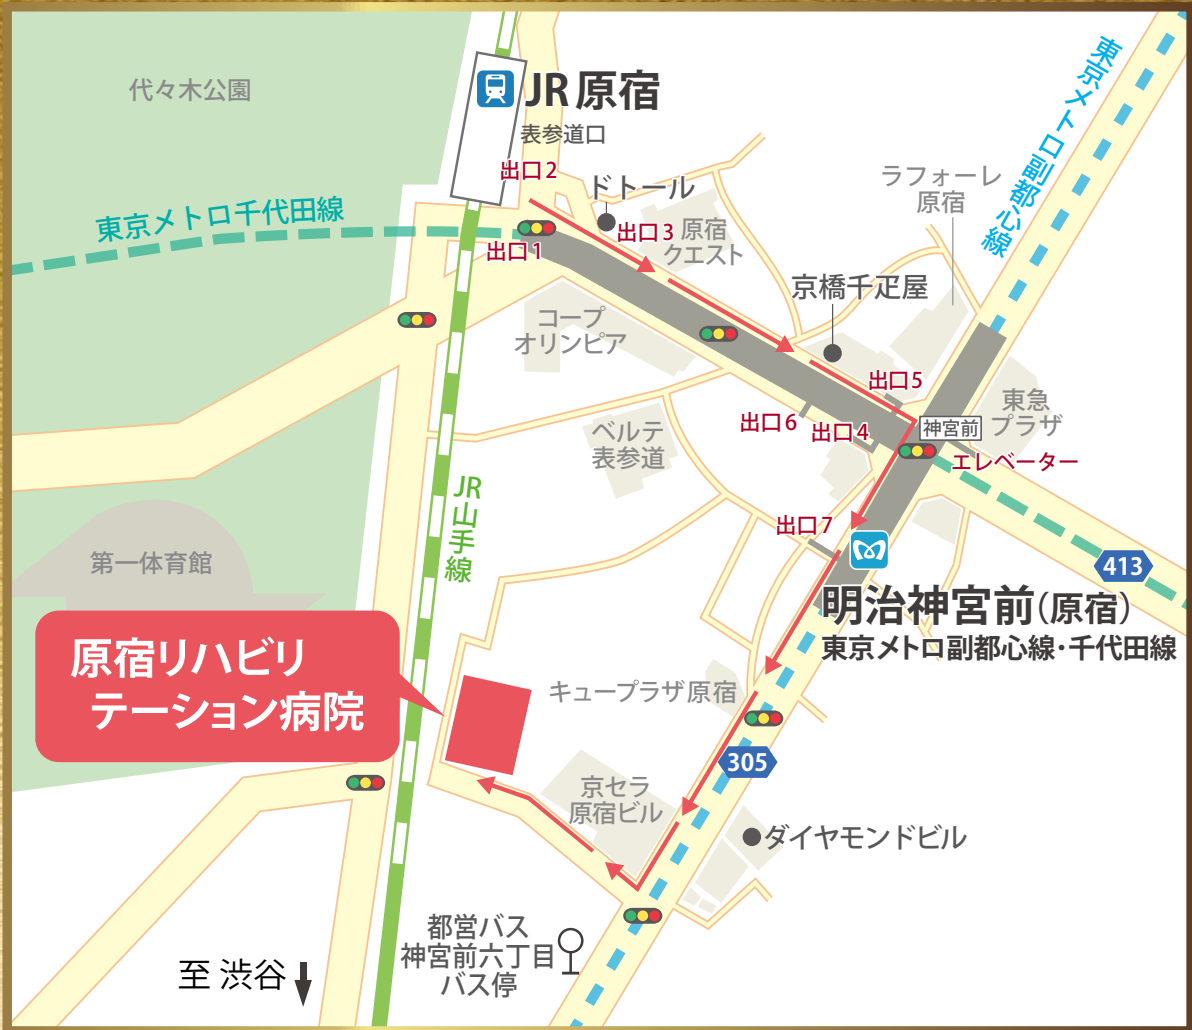 代々木公園
JR原宿
表参道口
出口2
ドトール
ラフォーレ
原宿
東京メトロ副都心線
東京メトロ千代田線
出口1
出口3
原宿
クエスト
京橋千疋屋
コープ
オリンピア
出口5
東急
プラザ
出口6
出口4
神宮前
エレベーター
ベルテ
表参道
JR山手線
出口7
第一体育館
413
明治神宮前(原宿)
東京メトロ副都心線・千代田線
原宿リハビリ
テーション病院
キュープラザ原宿
305
京セラ
原宿ビル
ダイヤモンドビル
都営バス
神宮前六丁目
バス停
至 渋谷